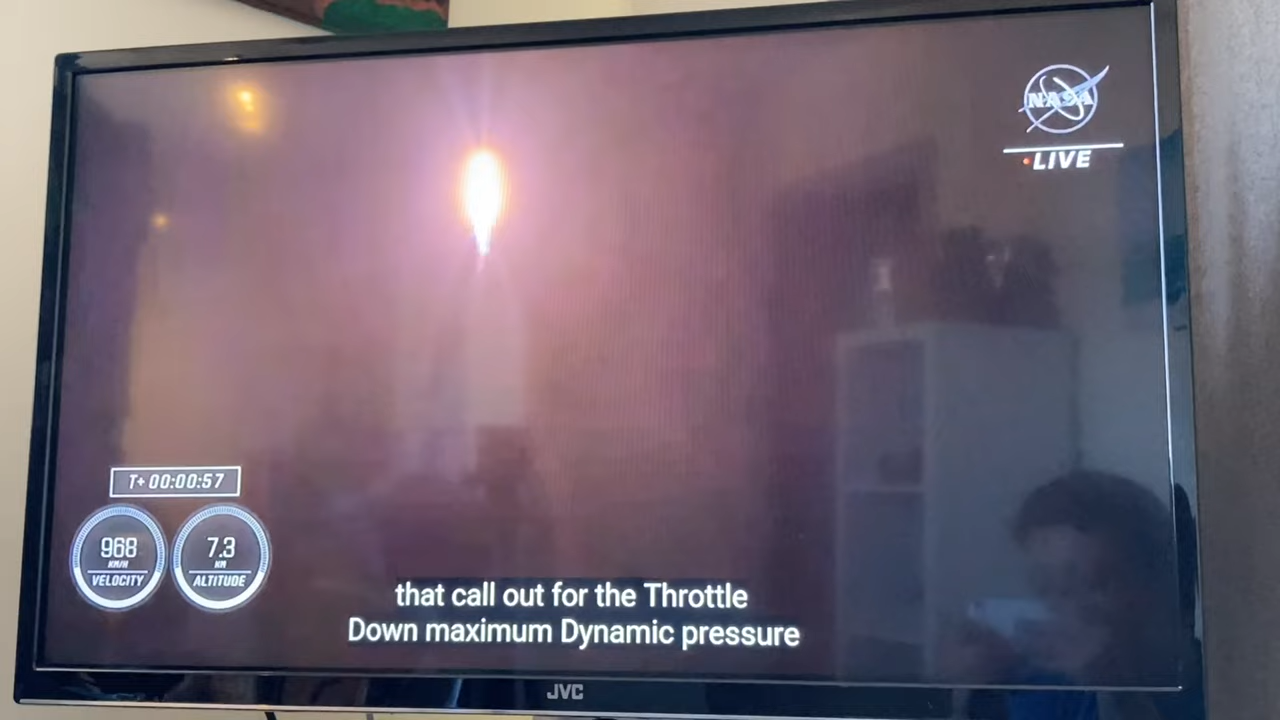 NASA
LIVE
T+ 00:00:57
968
KM/H
VELOCITY
7.3
KM
ALTITUDE
that call out for the Throttle
Down maximum Dynamic pressure
JVC